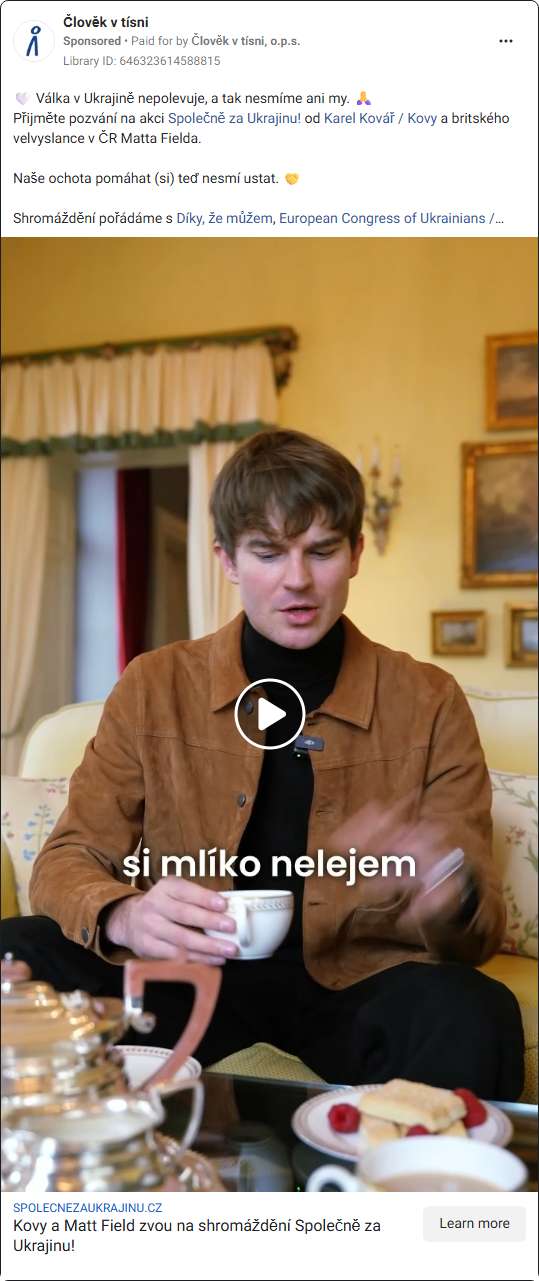 Člověk v tísni
Sponsored • Paid for by Člověk v tísni, o.p.s.
Library ID: 646323614588815
🤍 Válka v Ukrajině nepolevuje, a tak nesmíme ani my. 🙏
Přijměte pozvání na akci Společně za Ukrajinu! od Karel Kovář / Kovy a britského
velvyslance v ČR Matta Fielda.
Naše ochota pomáhat (si) teď nesmí ustat. 🤝
Shromáždění pořádáme s Díky, že můžem, European Congress of Ukrainians /...
si mlíko nelejem
SPOLECNEZAUKRAJINU.CZ
Kovy a Matt Field zvou na shromáždění Společně za
Ukrajinu!
Learn more